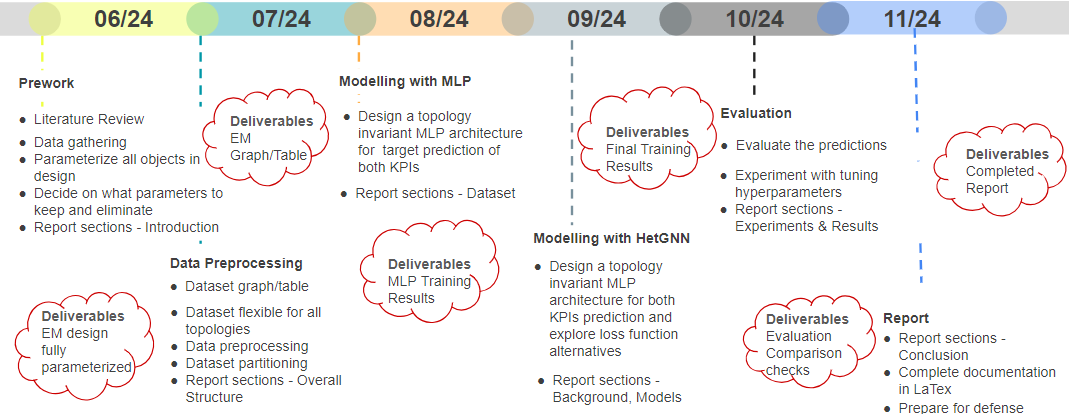 06/24
07/24
08/24
09/24
10/24
11/24
Prework
● Literature Review
● Data gathering
● Parameterize all objects in
design
● Decide on what parameters to
keep and eliminate
● Report sections - Introduction
Deliverables
EM design
fully
parameterized
Deliverables
EM
Graph/Table
Data Preprocessing
● Dataset graph/table
● Dataset flexible for all
topologies
● Data preprocessing
● Dataset partitioning
● Report sections - Overall
Structure
Modelling with MLP
● Design a topology
invariant MLP architecture
for target prediction of
both KPIs
● Report sections - Dataset
Deliverables
MLP Training
Results
Deliverables
Final Training
Results
Modelling with HetGNN
● Design a topology
invariant MLP
architecture for both
KPIs prediction and
explore loss function
alternatives
● Report sections -
Background, Models
Evaluation
● Evaluate the predictions
● Experiment with tuning
hyperparameters
● Report sections -
Experiments & Results
Deliverables
Evaluation
Comparison
checks
Deliverables
Completed
Report
Report
● Report sections -
Conclusion
● Complete documentation
in LaTex
● Prepare for defense